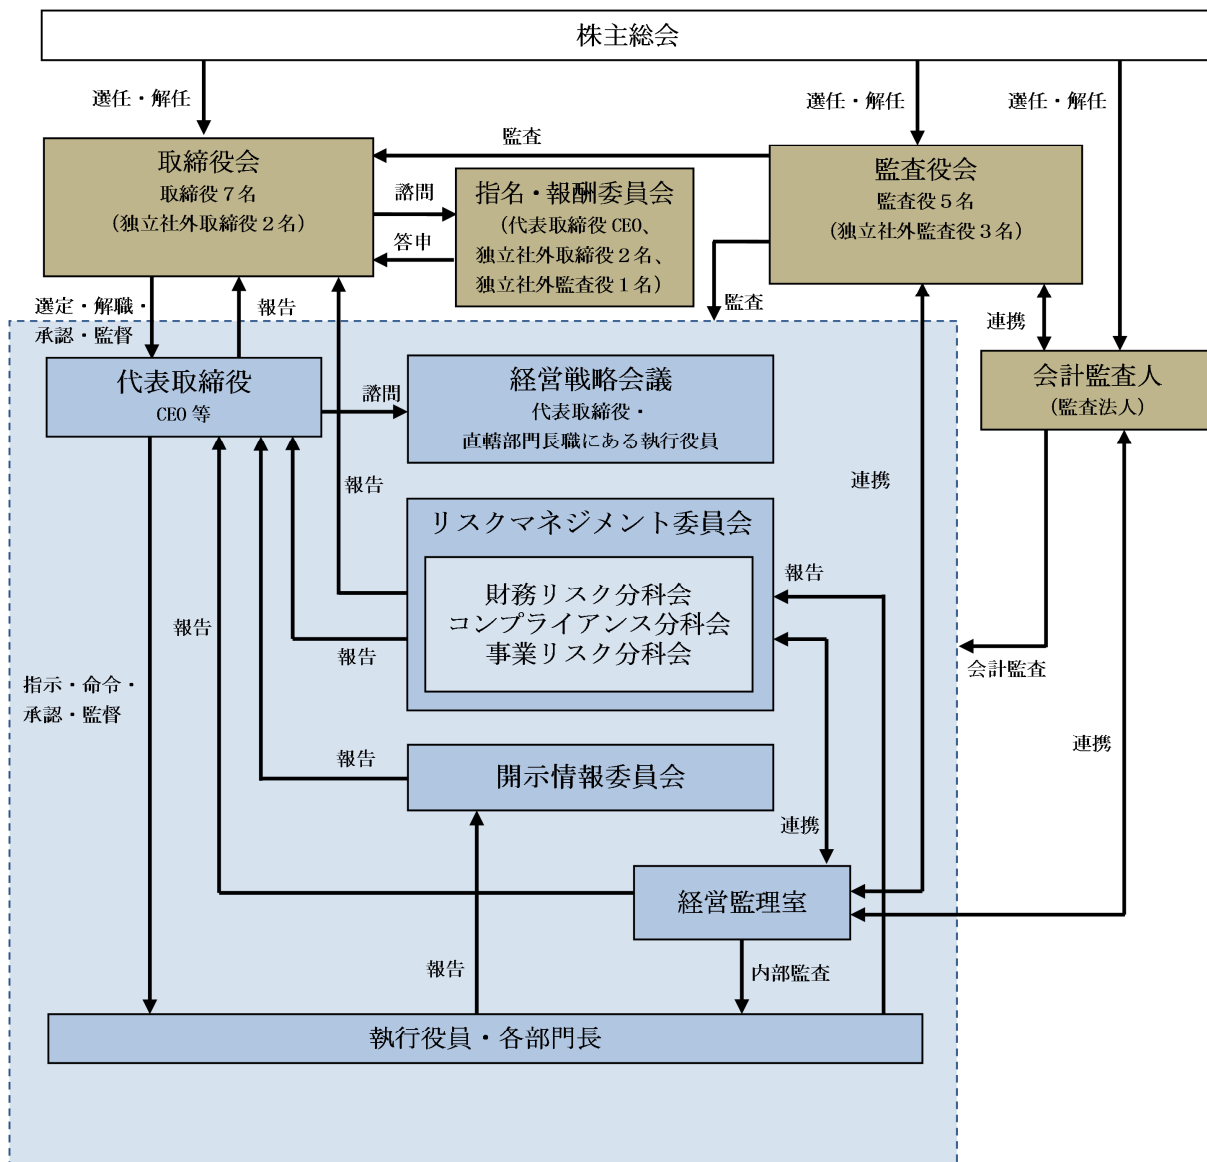 株主総会
選任・解任
選任・解任
選任・解任
取締役会
取締役７名
（独立社外取締役２名）
監査
諮問
答申
指名・報酬委員会
（代表取締役 CEO、
独立社外取締役２名、
独立社外監査役１名）
監査役会
監査役５名
（独立社外監査役３名）
監査
連携
会計監査人
（監査法人）
選定・解職・
承認・監督
報告
代表取締役
CEO 等
諮問
経営戦略会議
代表取締役・
直轄部門長職にある執行役員
報告
連携
リスクマネジメント委員会
財務リスク分科会
コンプライアンス分科会
事業リスク分科会
報告
報告
報告
会計監査
指示・命令・
承認・監督
報告
開示情報委員会
連携
連携
経営監理室
報告
内部監査
執行役員・各部門長